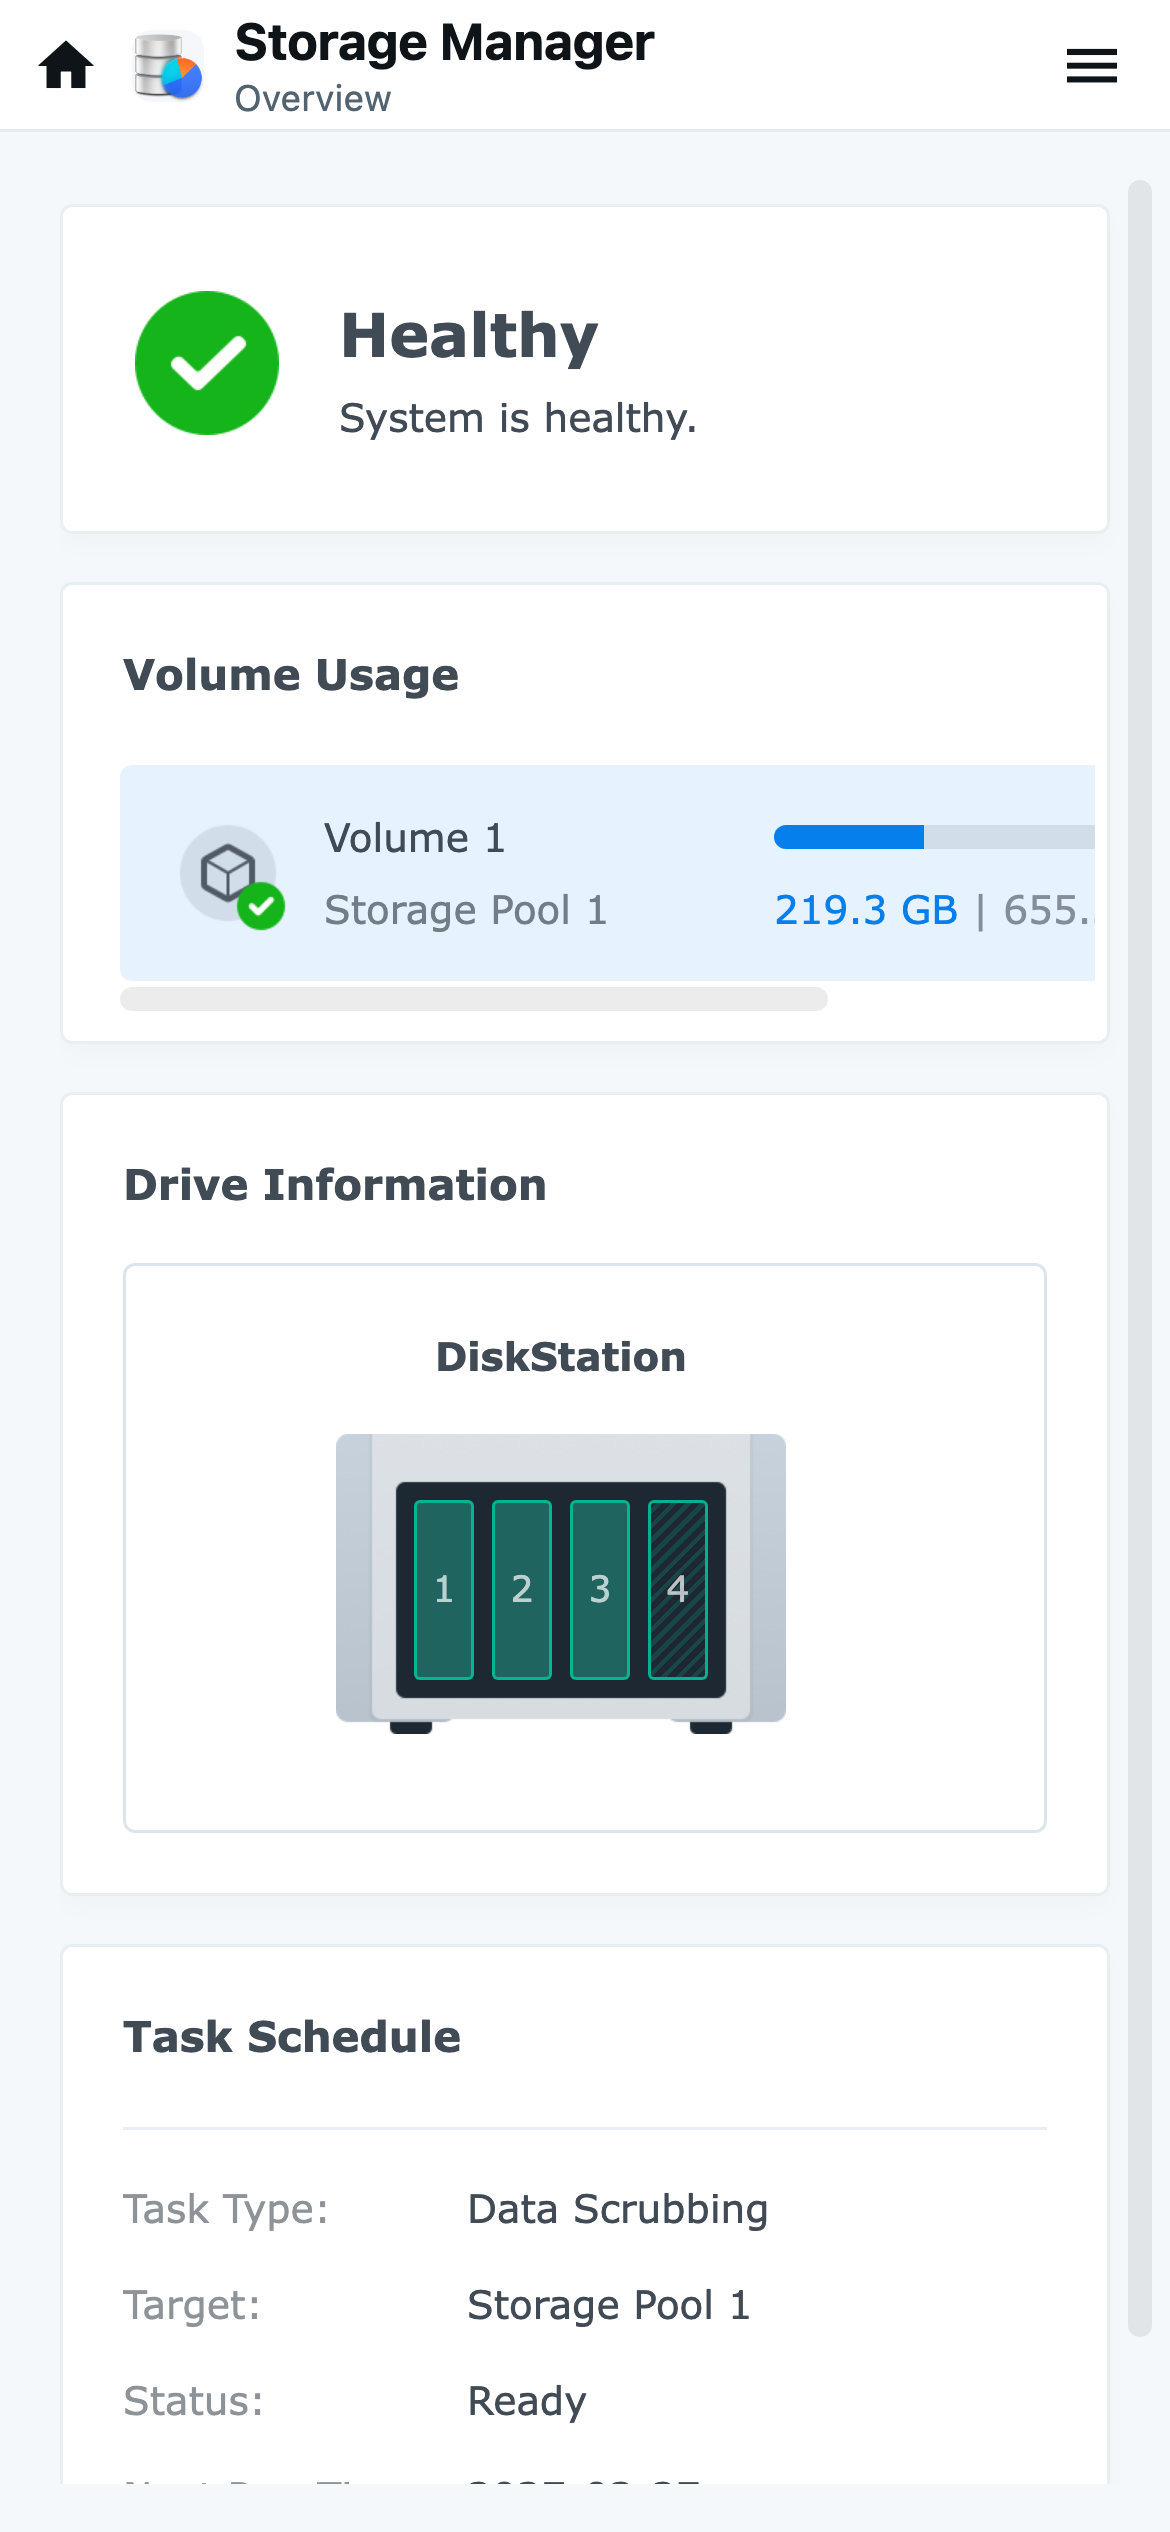 Storage Manager
Overview
Healthy
System is healthy.
Volume Usage
Volume 1
Storage Pool 1
219.3 GB | 655.
Drive Information
DiskStation
1 2 3 4
Task Schedule
Task Type: Data Scrubbing
Target: Storage Pool 1
Status: Ready